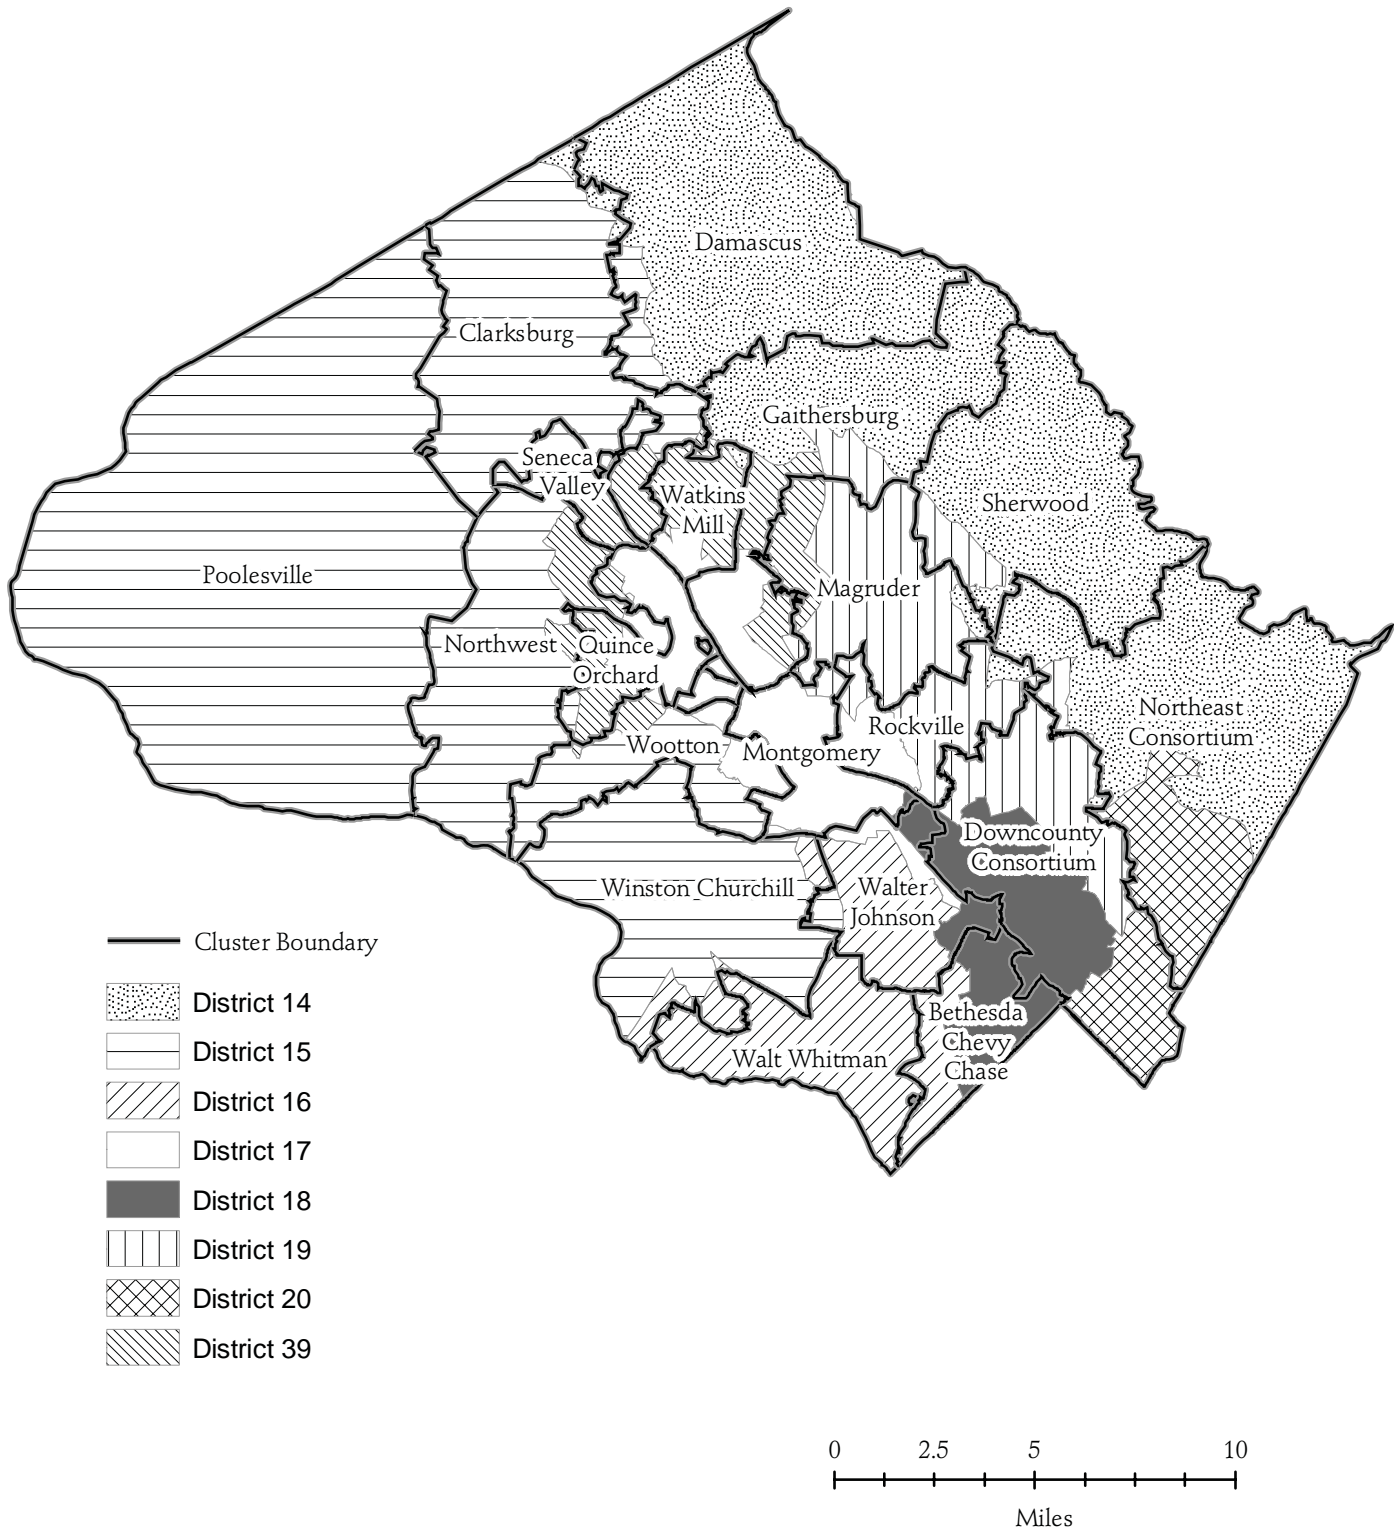 Damascus
Clarksburg
Gaithersburg
Seneca
Valley
Watkins
Mill
Sherwood
Poolesville
Magruder
Northwest
Quince
Orchard
Northeast
Consortium
Rockville
Wootton
Montgomery
Downcounty
Consortium
Winston Churchill
Walter
Johnson
Bethesda
Chevy
Chase
Walt Whitman
Cluster Boundary
District 14
District 15
District 16
District 17
District 18
District 19
District 20
District 39
0 2.5 5 10
Miles